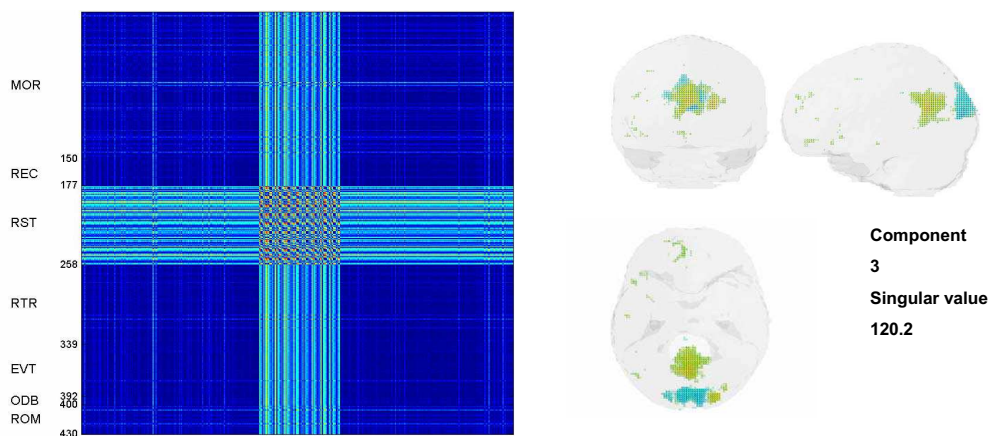 MOR
150
REC
177
RST
258
RTR
339
EVT
392
ODB
400
ROM
430
Component
3
Singular value
120.2